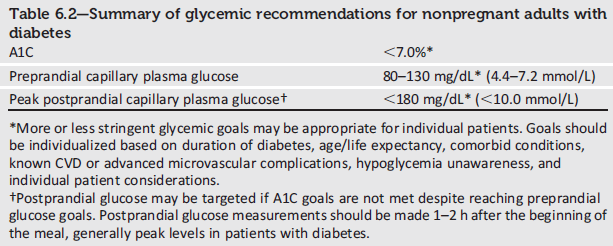 Table 6.2—Summary of glycemic recommendations for nonpregnant adults with
diabetes
A1C <7.0%*
Preprandial capillary plasma glucose 80–130 mg/dL* (4.4–7.2 mmol/L)
Peak postprandial capillary plasma glucose† <180 mg/dL* (<10.0 mmol/L)
*More or less stringent glycemic goals may be appropriate for individual patients. Goals should
be individualized based on duration of diabetes, age/life expectancy, comorbid conditions,
known CVD or advanced microvascular complications, hypoglycemia unawareness, and
individual patient considerations.
†Postprandial glucose may be targeted if A1C goals are not met despite reaching preprandial
glucose goals. Postprandial glucose measurements should be made 1–2 h after the beginning of
the meal, generally peak levels in patients with diabetes.